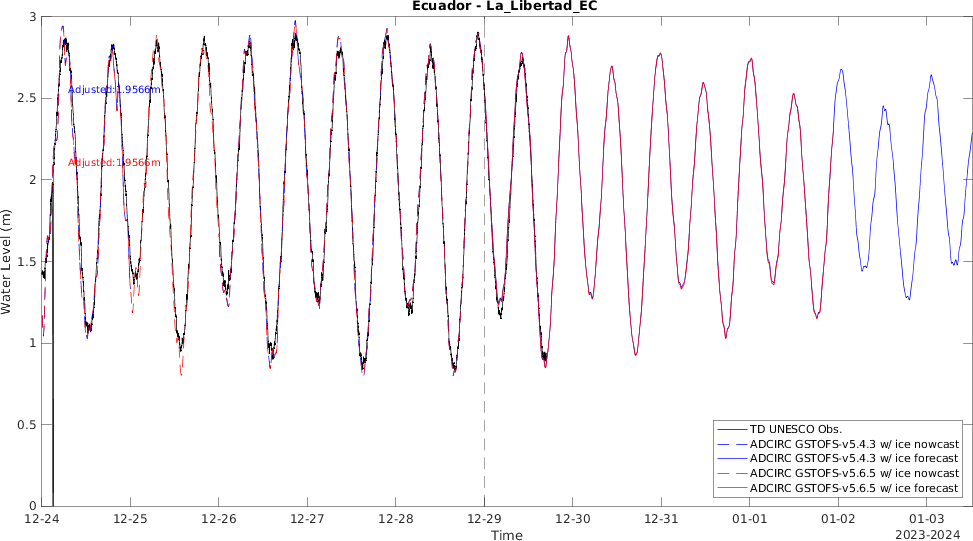 Ecuador - La_Libertad_EC
3
2.5
2
1.5
1
0.5
0
Water Level (m)
Adjusted:1.9566m
Adjusted:1.9566m
TD UNESCO Obs.
ADCIRC GSTOFS-v5.4.3 w/ ice nowcast
ADCIRC GSTOFS-v5.4.3 w/ ice forecast
ADCIRC GSTOFS-v5.6.5 w/ ice nowcast
ADCIRC GSTOFS-v5.6.5 w/ ice forecast
12-24 12-25 12-26 12-27 12-28 12-29 12-30 12-31 01-01 01-02 01-03
Time
2023-2024